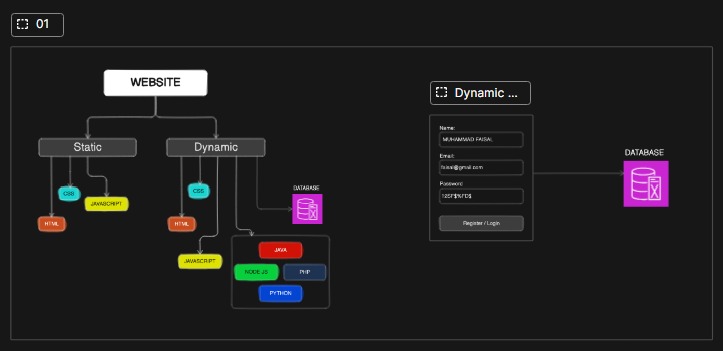 01
WEBSITE
Static
Dynamic
CSS
JAVASCRIPT
HTML
CSS
HTML
JAVASCRIPT
DATABASE
JAVA
NODE JS
PHP
PYTHON
Dynamic ...
Name:
MUHAMMAD FAISAL
Email:
faisal@gmail.com
Password
Register / Login
DATABASE